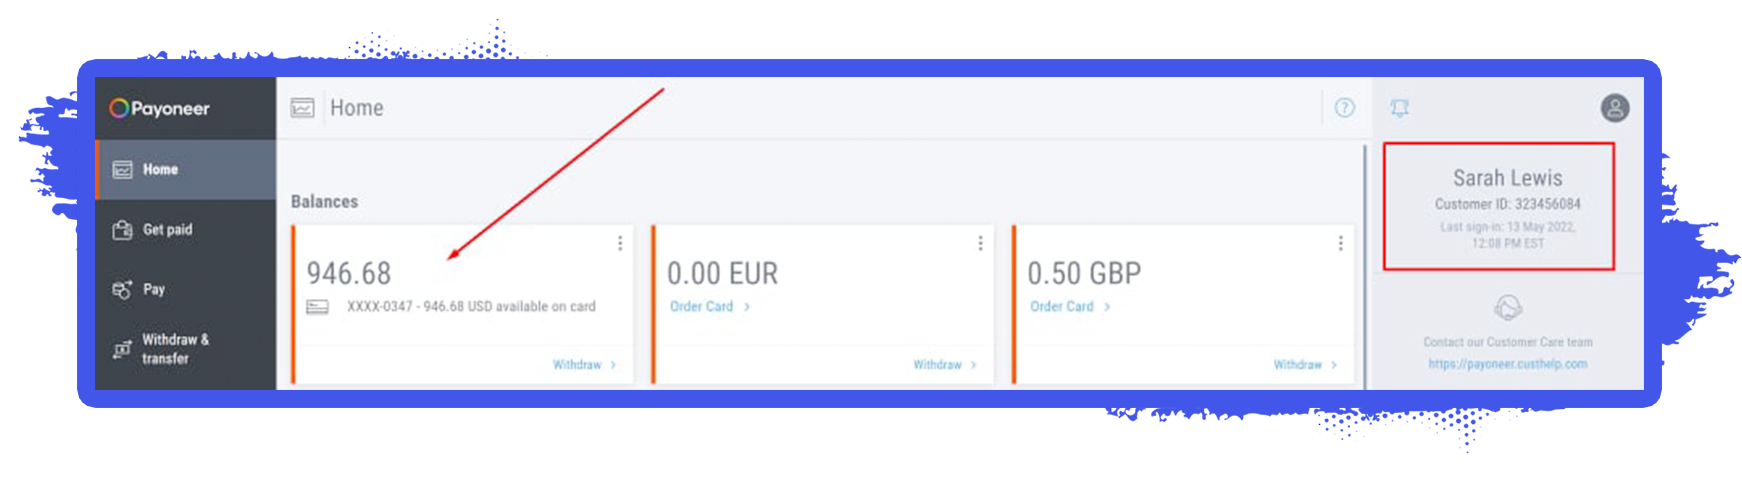 Payoneer
Home
Home
Get paid
Pay
Withdraw &
transfer
Balances
946.68
XXXX-0347 - 946.68 USD available on card
Withdraw >
0.00 EUR
Order Card >
Withdraw >
0.50 GBP
Order Card >
Withdraw >
?
Sarah Lewis
Customer ID: 323456084
Last sign-in: 13 May 2022,
12:08 PM EST
Contact our Customer Care team
https://payoneer.custhelp.com